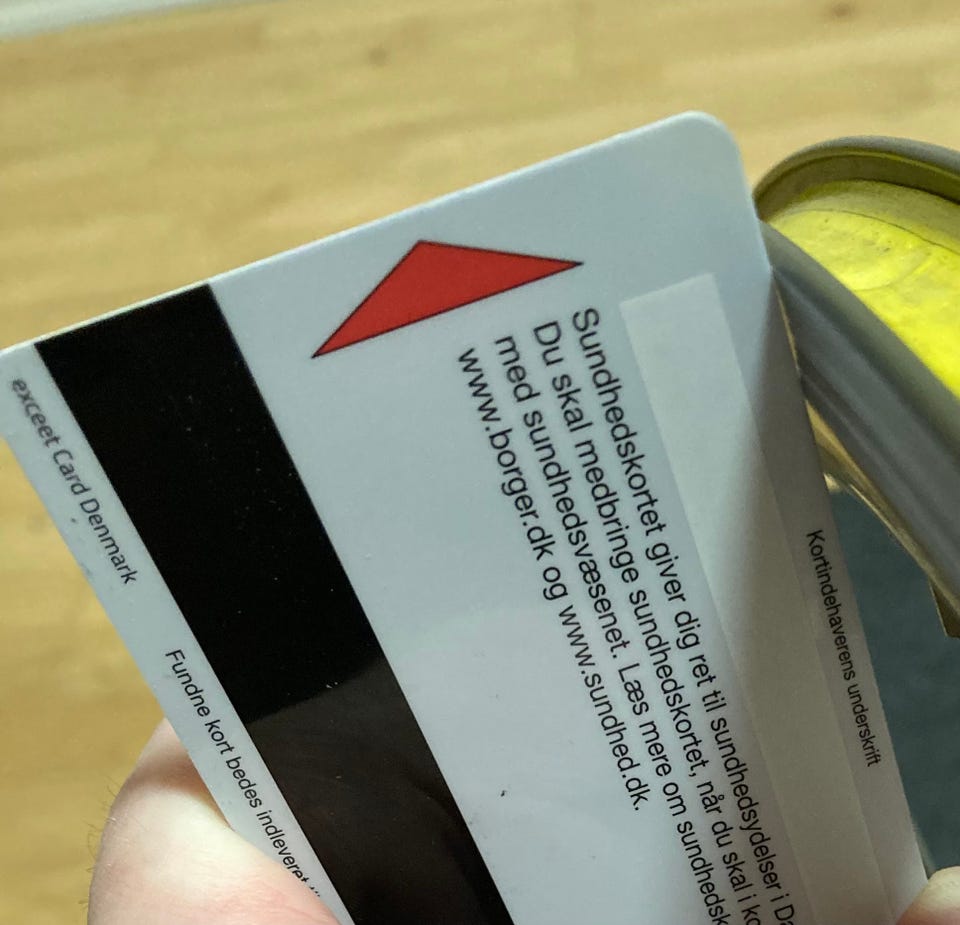 Kortindehaverens underskrift
Sundhedskortet giver dig ret til sundhedsydelser i
Du skal medbringe sundhedskortet, når du skal i
med sundhedsvæsenet. Læs mere om
www.borger.dk og www.sundhed.dk.
exceet Card Denmark
Fundne kort bedes indleveret